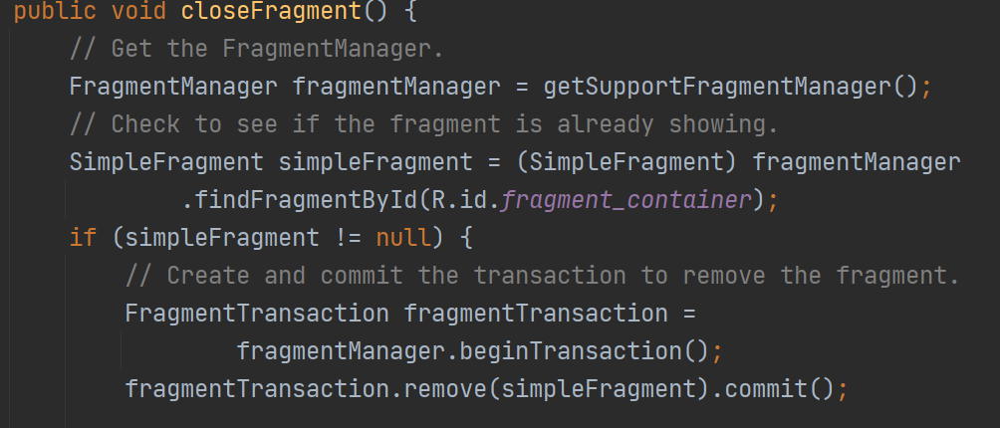 public void closeFragment() {
// Get the FragmentManager.
FragmentManager fragmentManager = getSupportFragmentManager();
// Check to see if the fragment is already showing.
SimpleFragment simpleFragment = (SimpleFragment) fragmentManager
.findFragmentById(R.id.fragment_container);
if (simpleFragment != null) {
// Create and commit the transaction to remove the fragment.
FragmentTransaction fragmentTransaction =
fragmentManager.beginTransaction();
fragmentTransaction.remove(simpleFragment).commit();